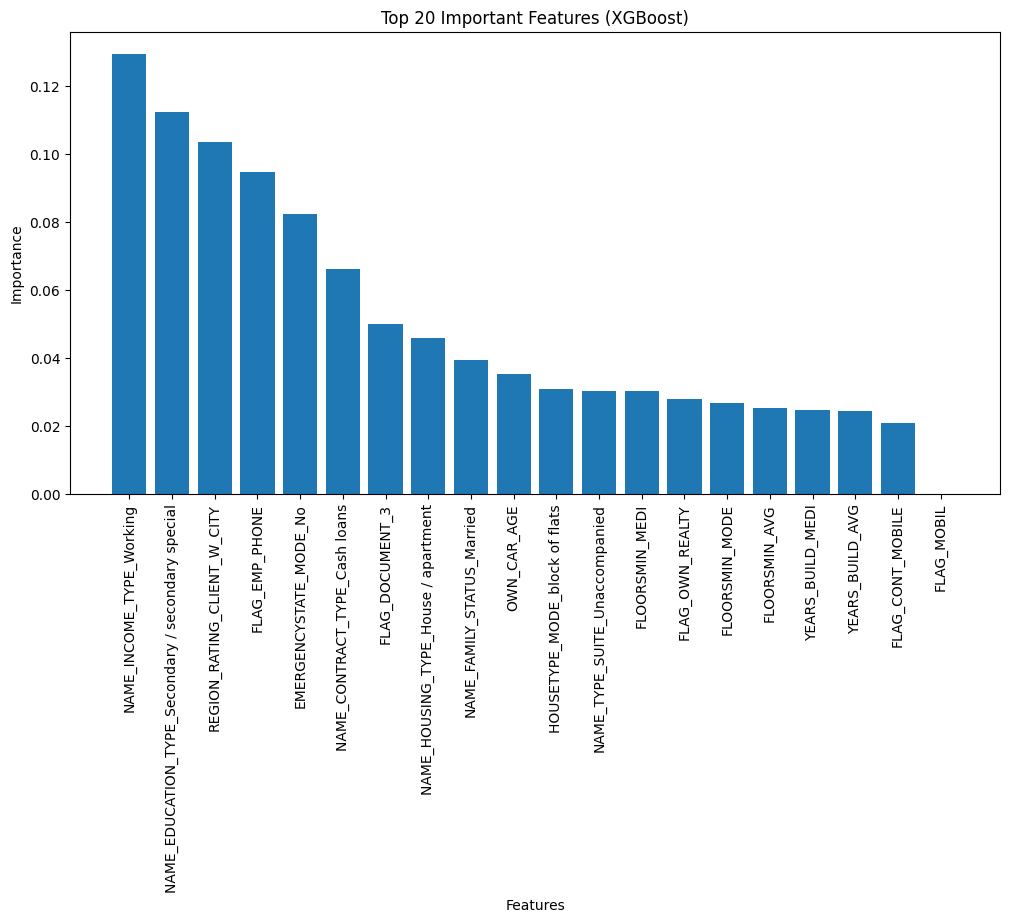 Top 20 Important Features (XGBoost)
Importance
0.12
0.10
0.08
0.06
0.04
0.02
0.00
NAME_INCOME_TYPE_Working
NAME_EDUCATION_TYPE_Secondary / secondary special
REGION_RATING_CLIENT_W_CITY
FLAG_EMP_PHONE
EMERGENCYSTATE_MODE_No
NAME_CONTRACT_TYPE_Cash loans
FLAG_DOCUMENT_3
NAME_HOUSING_TYPE_House / apartment
NAME_FAMILY_STATUS_Married
OWN_CAR_AGE
HOUSETYPE_MODE_block of flats
NAME_TYPE_SUITE_Unaccompanied
FLOORSMIN_MEDI
FLAG_OWN_REALTY
FLOORSMIN_MODE
FLOORSMIN_AVG
YEARS_BUILD_MEDI
YEARS_BUILD_AVG
FLAG_CONT_MOBILE
FLAG_MOBIL
Features